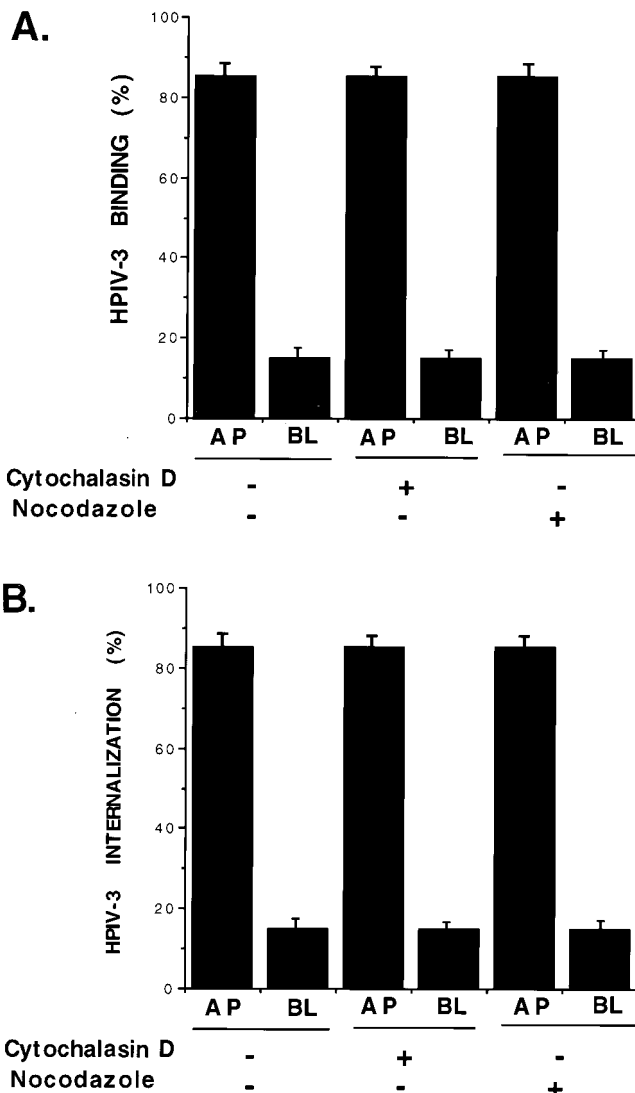 A.
HPIV-3 BINDING (%)
100
80
60
40
20
0
AP BL AP BL AP BL
Cytochalasin D - + -
Nocodazole - - +
B.
HPIV-3 INTERNALIZATION (%)
100
80
60
40
20
0
AP BL AP BL AP BL
Cytochalasin D - + -
Nocodazole - - +